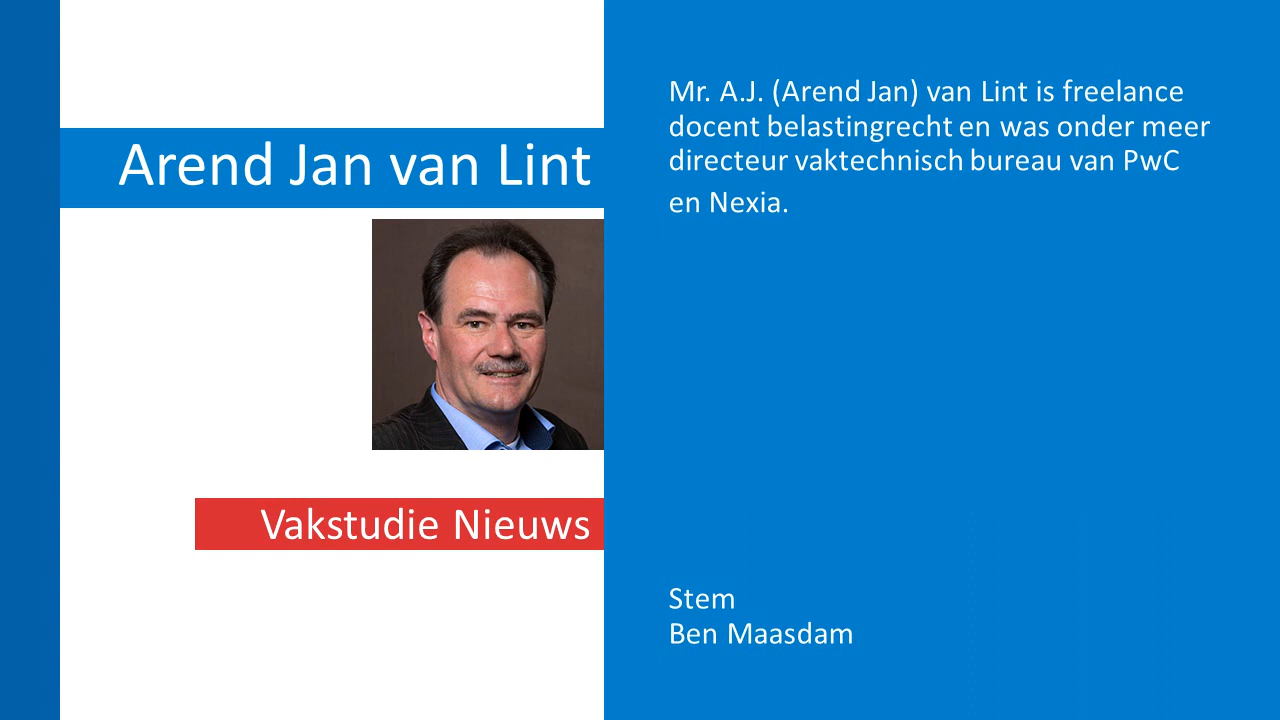 Arend Jan van Lint
Vakstudie Nieuws
Mr. A.J. (Arend Jan) van Lint is freelance
docent belastingrecht en was onder meer
directeur vaktechnisch bureau van PwC
en Nexia.
Stem
Ben Maasdam